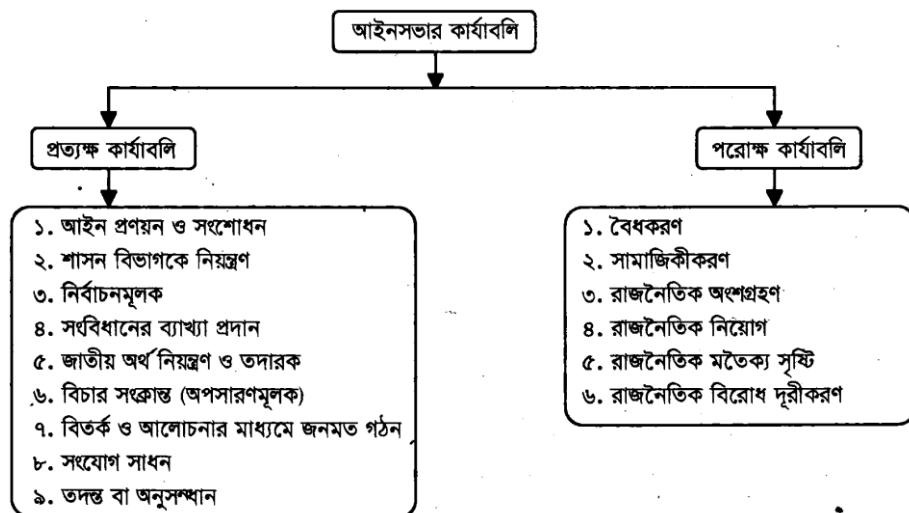 আইনসভার কার্যাবলি
প্রত্যক্ষ কার্যাবলি
১. আইন প্রণয়ন ও সংশোধন
২. শাসন বিভাগকে নিয়ন্ত্রণ
৩. নির্বাচনমূলক
৪. সংবিধানের ব্যাখ্যা প্রদান
৫. জাতীয় অর্থ নিয়ন্ত্রণ ও তদারক
৬. বিচার সংক্রান্ত (অপসারণমূলক)
৭. বিতর্ক ও আলোচনার মাধ্যমে জনমত গঠন
৮. সংযোগ সাধন
৯. তদন্ত বা অনুসন্ধান
পরোক্ষ কার্যাবলি
১. বৈধকরণ
২. সামাজিকীকরণ
৩. রাজনৈতিক অংশগ্রহণ
৪. রাজনৈতিক নিয়োগ
৫. রাজনৈতিক মতৈক্য সৃষ্টি
৬. রাজনৈতিক বিরোধ দূরীকরণ